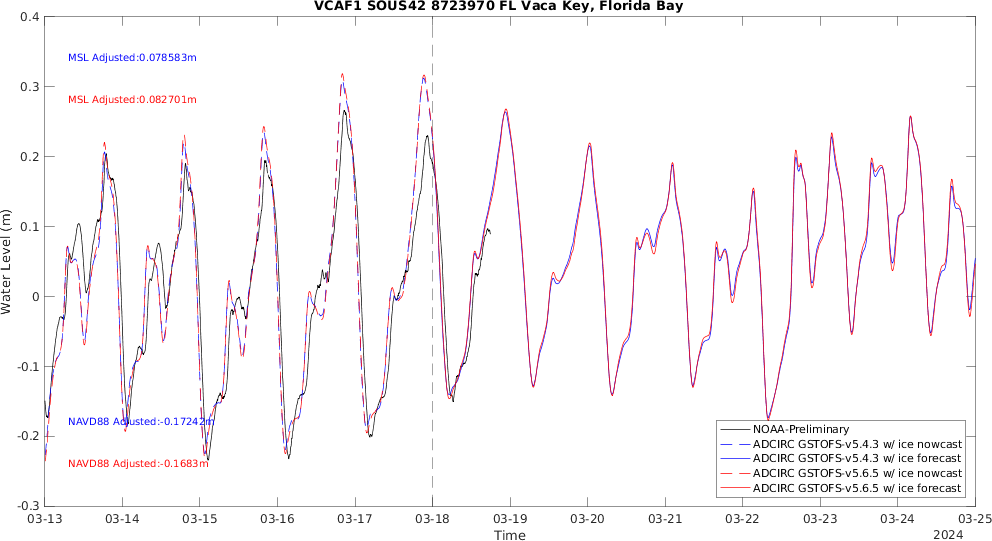 VCAF1 SOUS42 8723970 FL Vaca Key, Florida Bay
0.4
0.3
0.2
0.1
0
-0.1
-0.2
-0.3
Water Level (m)
MSL Adjusted:0.078583m
MSL Adjusted:0.082701m
NAVD88 Adjusted:-0.17242m
NAVD88 Adjusted:-0.1683m
NOAA-Preliminary
ADCIRC GSTOFS-v5.4.3 w/ ice nowcast
ADCIRC GSTOFS-v5.4.3 w/ ice forecast
ADCIRC GSTOFS-v5.6.5 w/ ice nowcast
ADCIRC GSTOFS-v5.6.5 w/ ice forecast
03-13 03-14 03-15 03-16 03-17 03-18 03-19 03-20 03-21 03-22 03-23 03-24 03-25
Time
2024